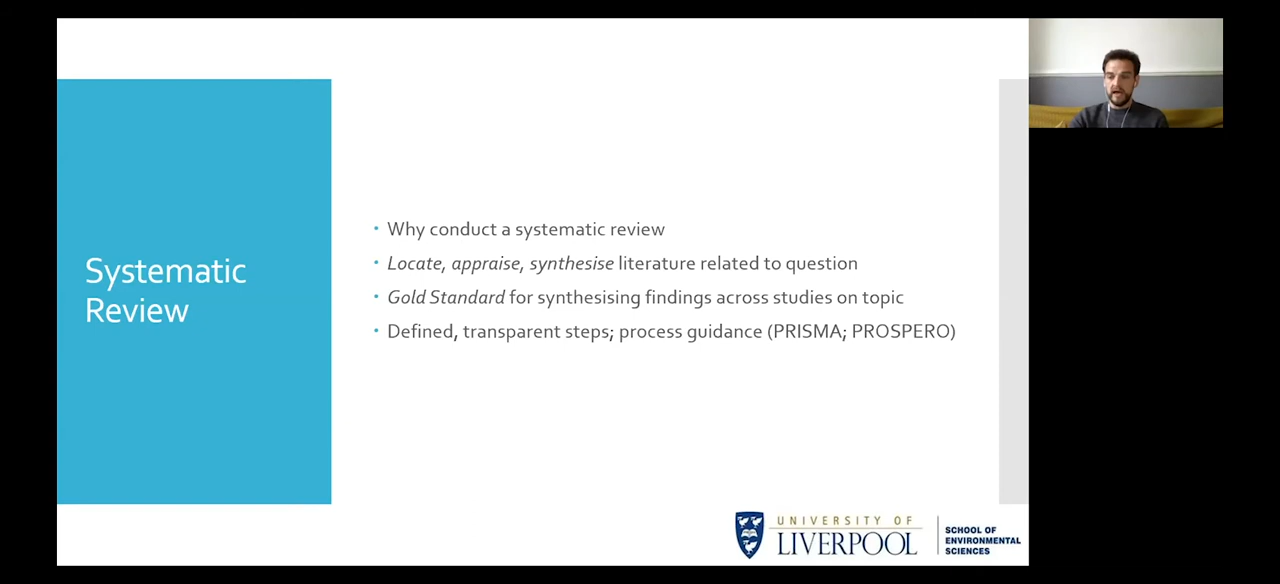 Systematic
Review
• Why conduct a systematic review
• Locate, appraise, synthesise literature related to question
• Gold Standard for synthesising findings across studies on topic
• Defined, transparent steps; process guidance (PRISMA; PROSPERO)
UNIVERSITY OF
LIVERPOOL
SCHOOL OF
ENVIRONMENTAL
SCIENCES